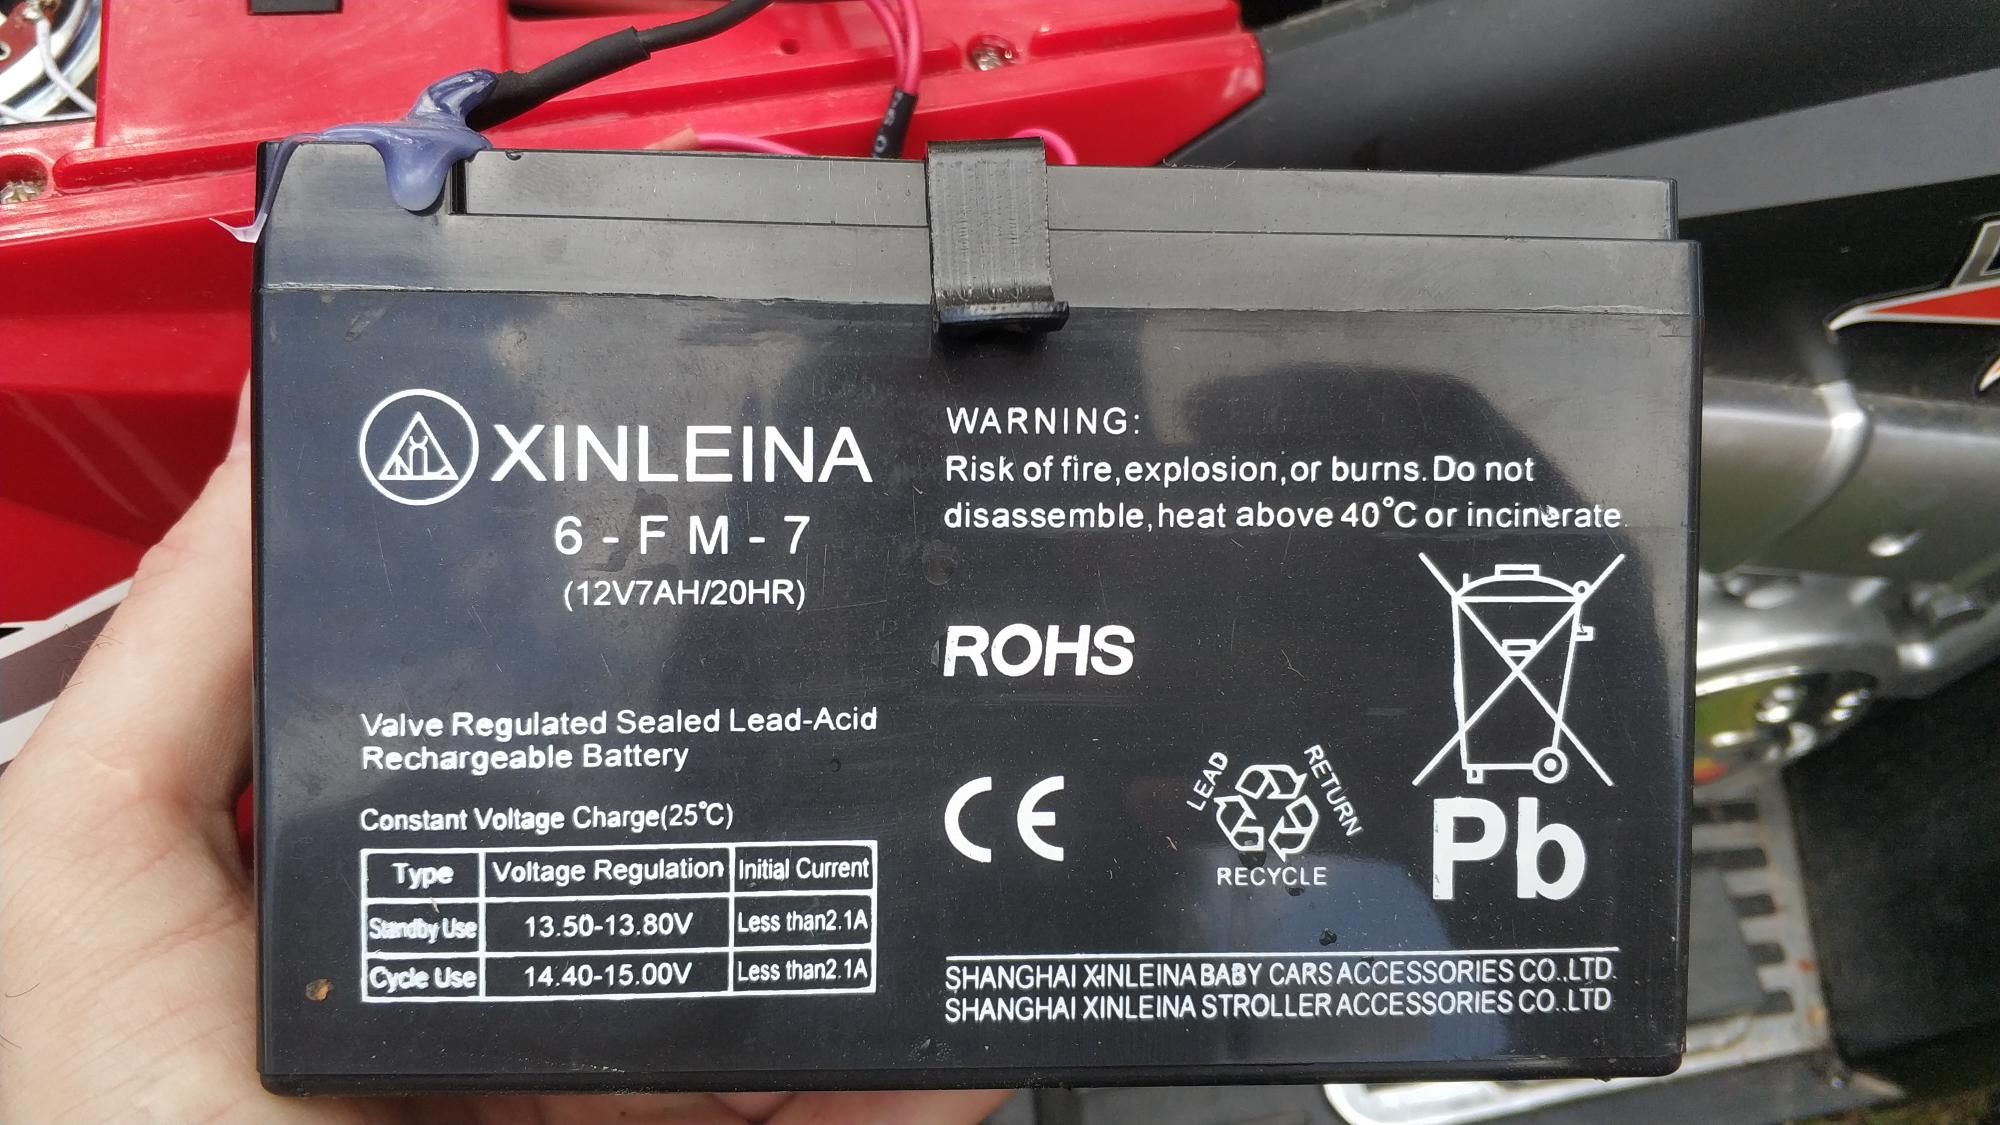 XINLEINA
6 - F M - 7
(12V7AH/20HR)
Valve Regulated Sealed Lead-Acid
Rechargeable Battery
Constant Voltage Charge(25°C)
Type Voltage Regulation Initial Current
Standby Use 13.50-13.80V Less than2.1A
Cycle Use 14.40-15.00V Less than2.1A
WARNING:
Risk of fire,explosion,or burns.Do not
disassemble,heat above 40°C or incinerate.
ROHS
CE
LEAD
RETURN
RECYCLE
Pb
SHANGHAI XINLEINA BABY CARS ACCESSORIES CO..LTD.
SHANGHAI XINLEINA STROLLER ACCESSORIES CO..LTD